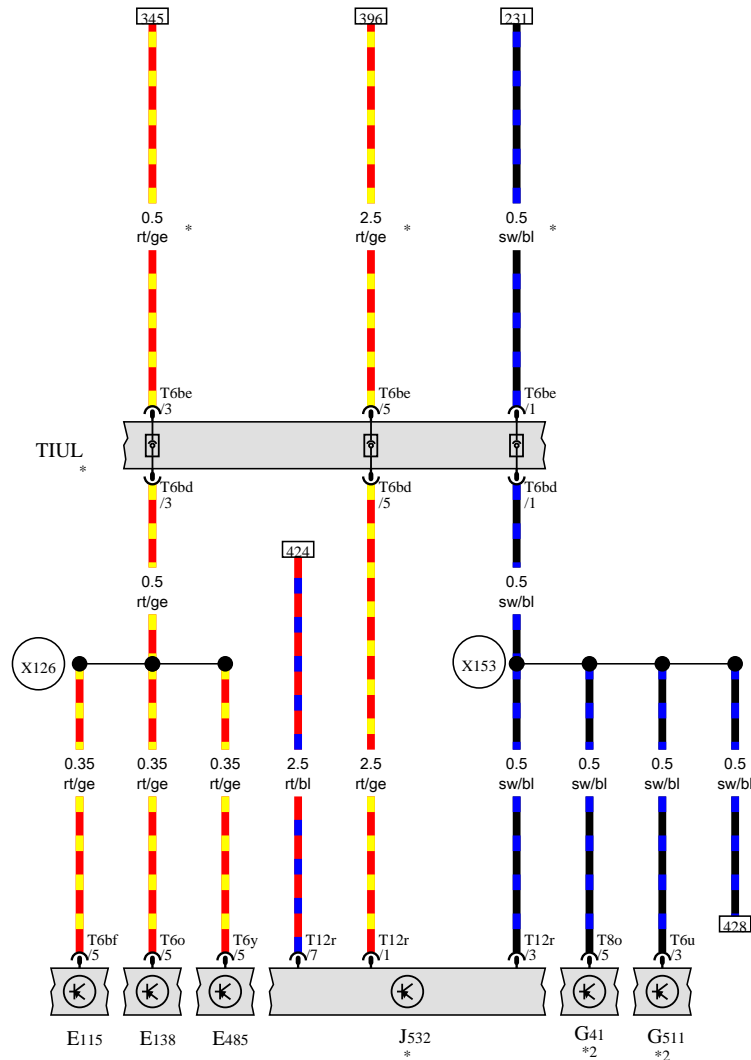 345 396 231
0.5 2.5 0.5
rt/ge * rt/ge * sw/bl *
T6be T6be T6be
/3 /5 /1
TIUL
*
T6bd T6bd T6bd
/3 /5 /1
424
0.5 0.5
rt/ge sw/bl
X126 X153
0.35 0.35 0.35 2.5 2.5 0.5 0.5 0.5 0.5
rt/ge rt/ge rt/ge rt/bl rt/ge sw/bl sw/bl sw/bl sw/bl
428
T6bf T6o T6y T12r T12r T12r T8o T6u
/5 /5 /5 /7 /1 /3 /5 /3
E115 E138 E485 J532 G41 G511
* *2 *2